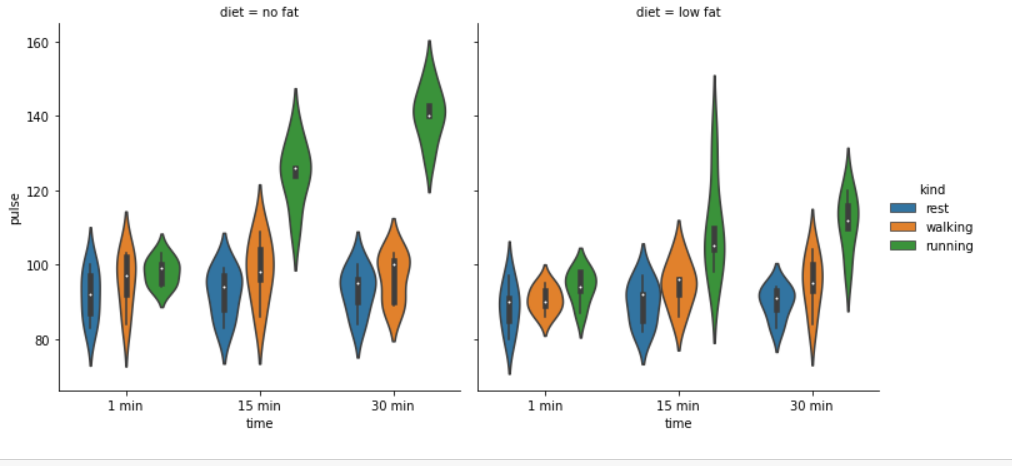 diet = no fat
diet = low fat
160
140
120
100
80
pulse
1 min
15 min
30 min
time
1 min
15 min
30 min
time
kind
rest
walking
running